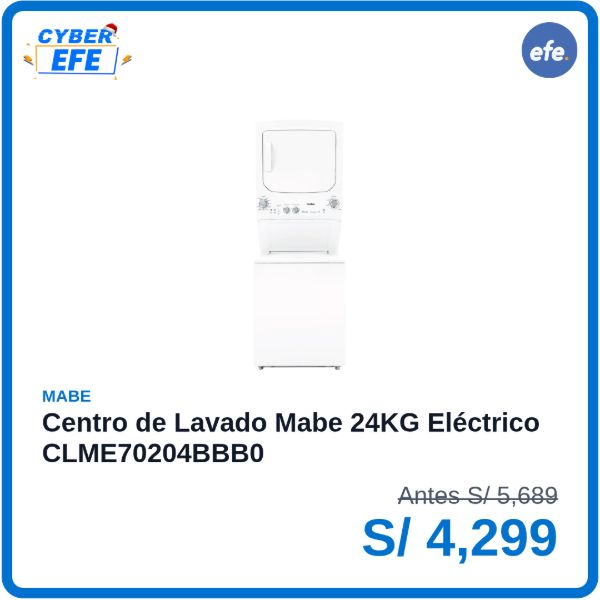 CYBER
EFE
efe.
MABE
Centro de Lavado Mabe 24KG Eléctrico
CLME70204BBB0
Antes S/ 5,689
S/ 4,299